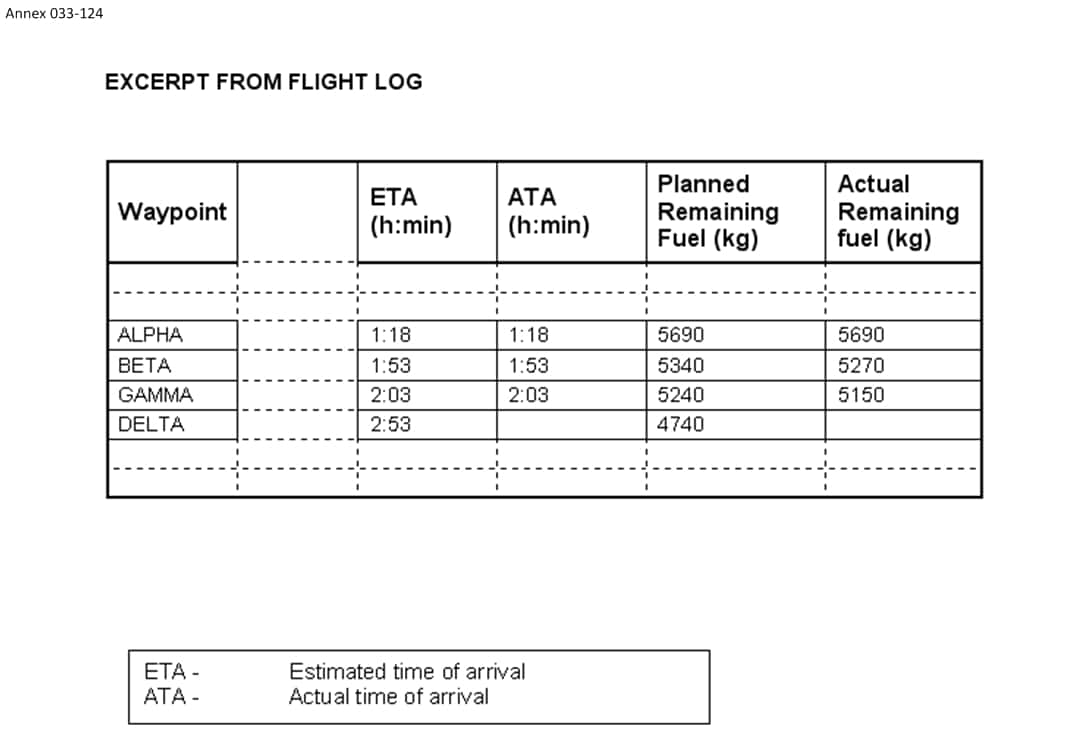 Annex 033-124
EXCERPT FROM FLIGHT LOG
Waypoint ETA (h:min) ATA (h:min) Planned Remaining Fuel (kg) Actual Remaining fuel (kg)
ALPHA 1:18 1:18 5690 5690
BETA 1:53 1:53 5340 5270
GAMMA 2:03 2:03 5240 5150
DELTA 2:53 4740
ETA - Estimated time of arrival
ATA - Actual time of arrival